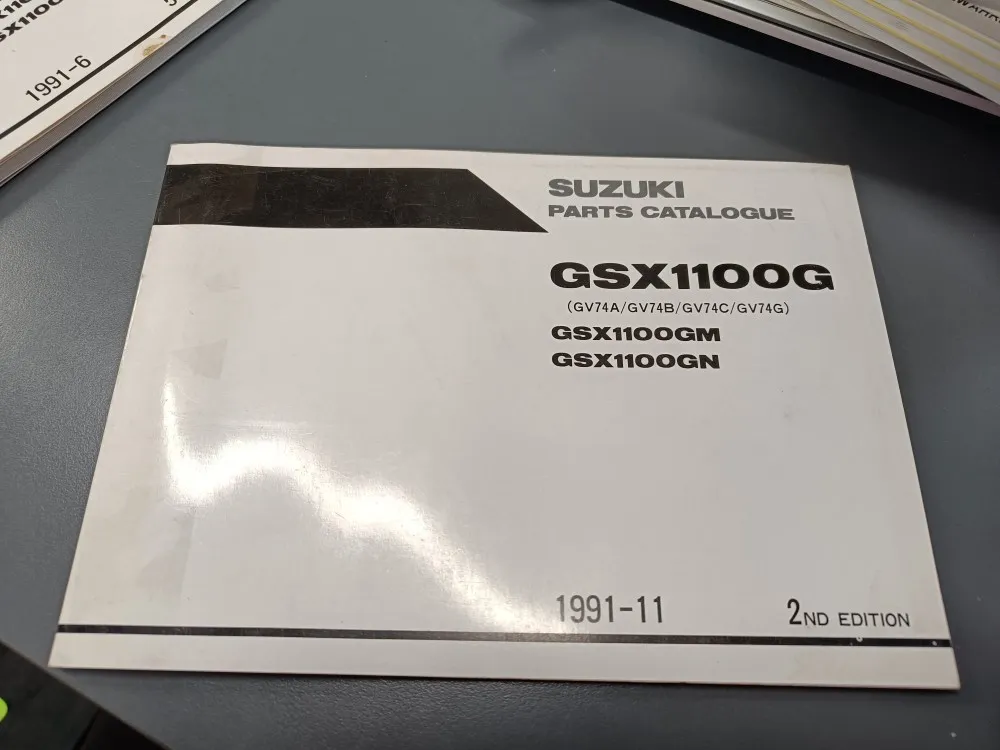 1991-6
SUZUKI
PARTS CATALOGUE
GSX1100G
(GV74A/GV74B/GV74C/GV74G)
GSX1100GM
GSX1100GN
1991-11
2ND EDITION